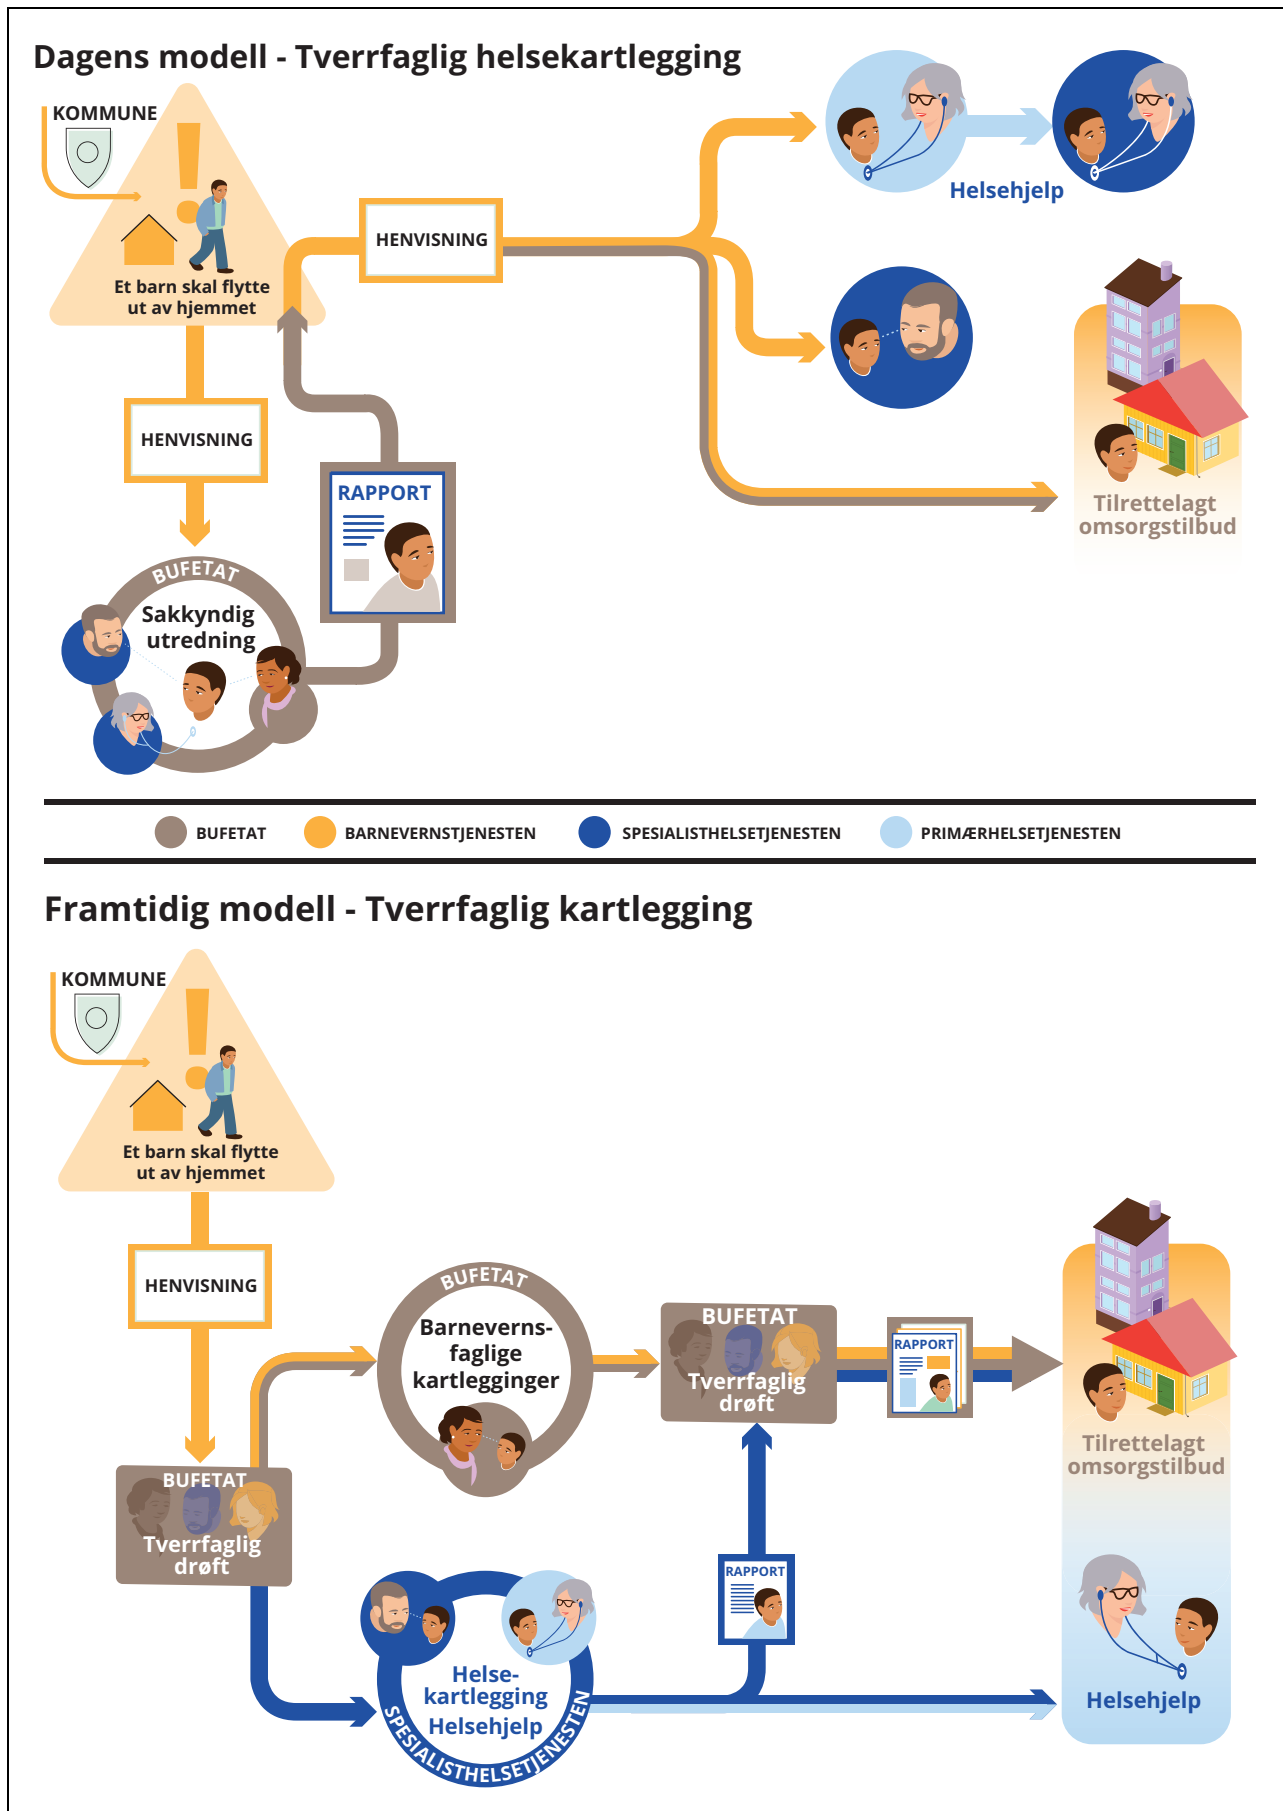 Dagens modell - Tverrfaglig helsekartlegging
KOMMUNE
Et barn skal flytte
ut av hjemmet
HENVISNING
Helsehjelp
HENVISNING
RAPPORT
Tilrettelagt
omsorgstilbud
BUFETAT
Sakkyndig
utredning
BUFETAT
BARNEVERNSTJENESTEN
SPESIALISTHELSETJENESTEN
PRIMÆRHELSETJENESTEN
Framtidig modell - Tverrfaglig kartlegging
KOMMUNE
Et barn skal flytte
ut av hjemmet
HENVISNING
BUFETAT
Tverrfaglig
drøft
BUFETAT
Barneverns-
faglige
kartlegginger
BUFETAT
Tverrfaglig
drøft
RAPPORT
Tilrettelagt
omsorgstilbud
RAPPORT
Helse-
kartlegging
Helsehjelp
SPESIALISTHELSETJENESTEN
Helsehjelp